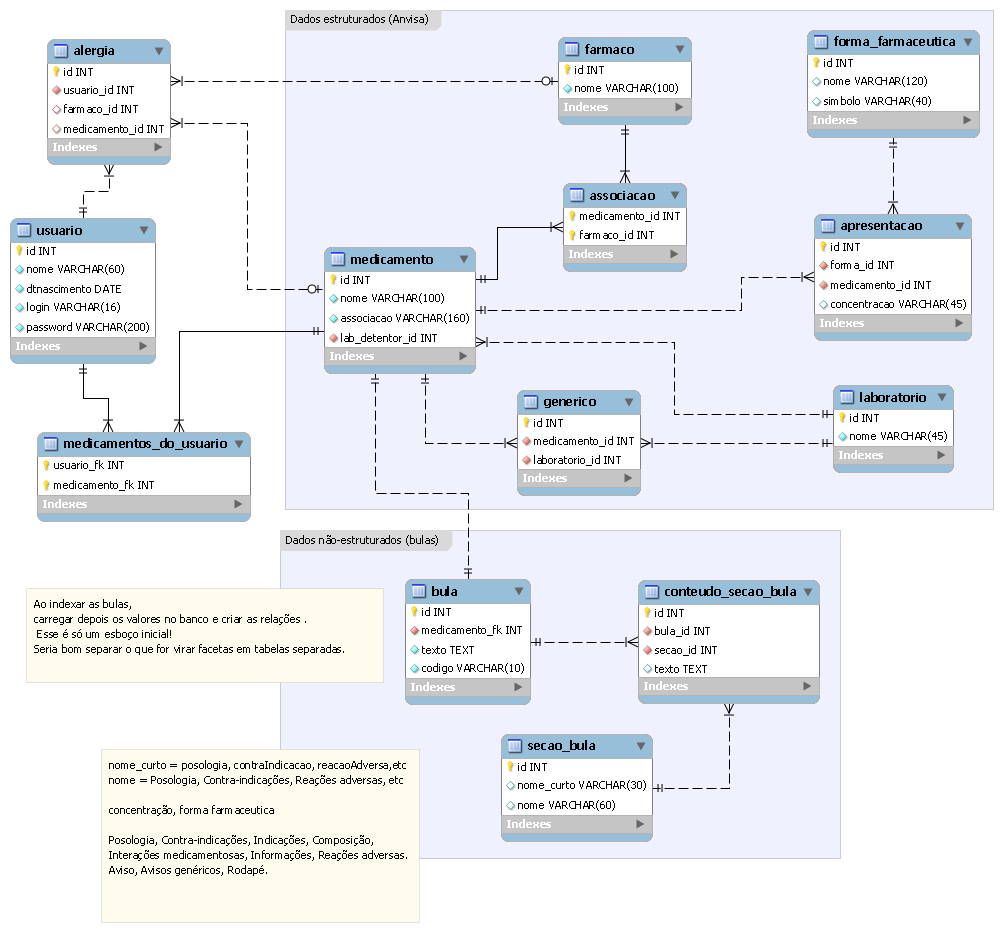 Dados estruturados (Anvisa)
alergia
id INT
usuario_id INT
farmaco_id INT
medicamento_id INT
Indexes
farmaco
id INT
nome VARCHAR(100)
Indexes
forma_farmaceutica
id INT
nome VARCHAR(120)
simbolo VARCHAR(40)
Indexes
associacao
medicamento_id INT
farmaco_id INT
Indexes
usuario
id INT
nome VARCHAR(60)
dtnascimento DATE
login VARCHAR(16)
password VARCHAR(200)
Indexes
medicamento
id INT
nome VARCHAR(100)
associacao VARCHAR(160)
lab_detentor_id INT
Indexes
apresentacao
id INT
forma_id INT
medicamento_id INT
concentracao VARCHAR(45)
Indexes
generico
id INT
medicamento_id INT
laboratorio_id INT
Indexes
laboratorio
id INT
nome VARCHAR(45)
Indexes
medicamentos_do_usuario
usuario_fk INT
medicamento_fk INT
Indexes
Dados não-estruturados (bulas)
bula
id INT
medicamento_fk INT
texto TEXT
codigo VARCHAR(10)
Indexes
conteudo_secao_bula
id INT
bula_id INT
secao_id INT
texto TEXT
Indexes
Ao indexar as bulas,
carregar depois os valores no banco e criar as relações .
Esse é só um esboço inicial!
Seria bom separar o que for virar facetas em tabelas separadas.
secao_bula
id INT
nome_curto VARCHAR(30)
nome VARCHAR(60)
Indexes
nome_curto = posologia, contraIndicacao, reacaoAdversa,etc
nome = Posologia, Contra-indicações, Reações adversas, etc
concentração, forma farmaceutica
Posologia, Contra-indicações, Indicações, Composição,
Interações medicamentosas, Informações, Reações adversas.
Aviso, Avisos genéricos, Rodapé.